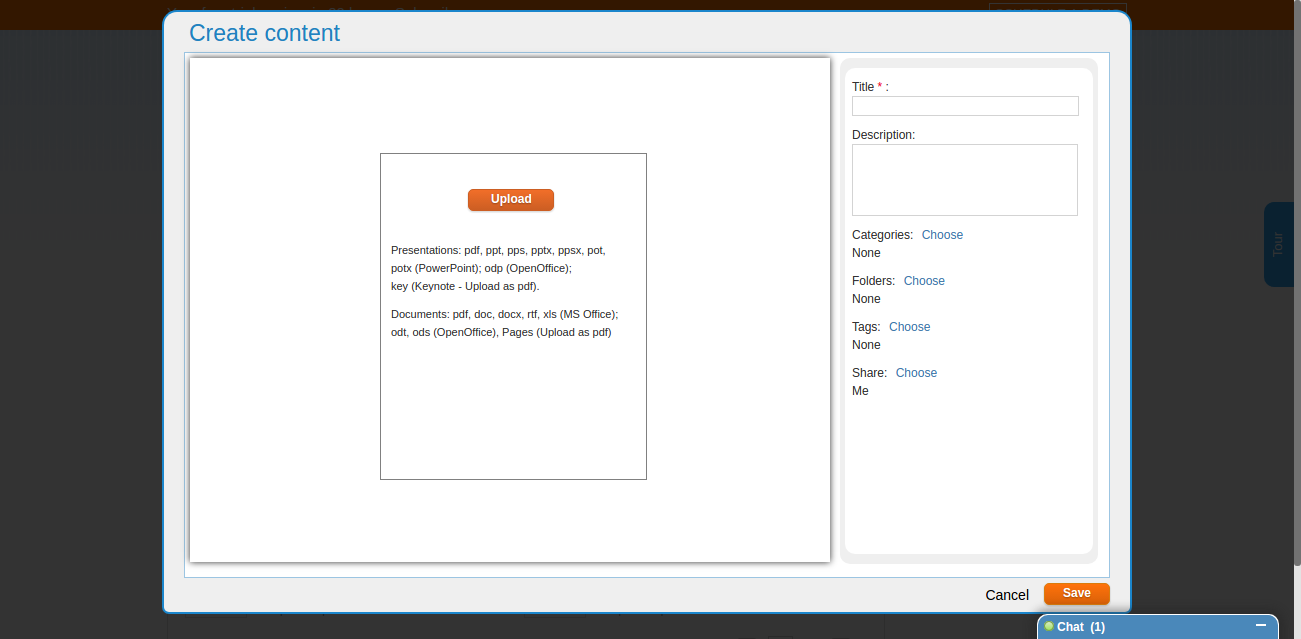 Create content
Upload
Presentations: pdf, ppt, pps, pptx, ppsx, pot,
potx (PowerPoint); odp (OpenOffice);
key (Keynote - Upload as pdf).
Documents: pdf, doc, docx, rtf, xls (MS Office);
odt, ods (OpenOffice), Pages (Upload as pdf)
Title * :
Description:
Categories: Choose
None
Folders: Choose
None
Tags: Choose
None
Share: Choose
Me
Tour
Cancel
Save
Chat (1)